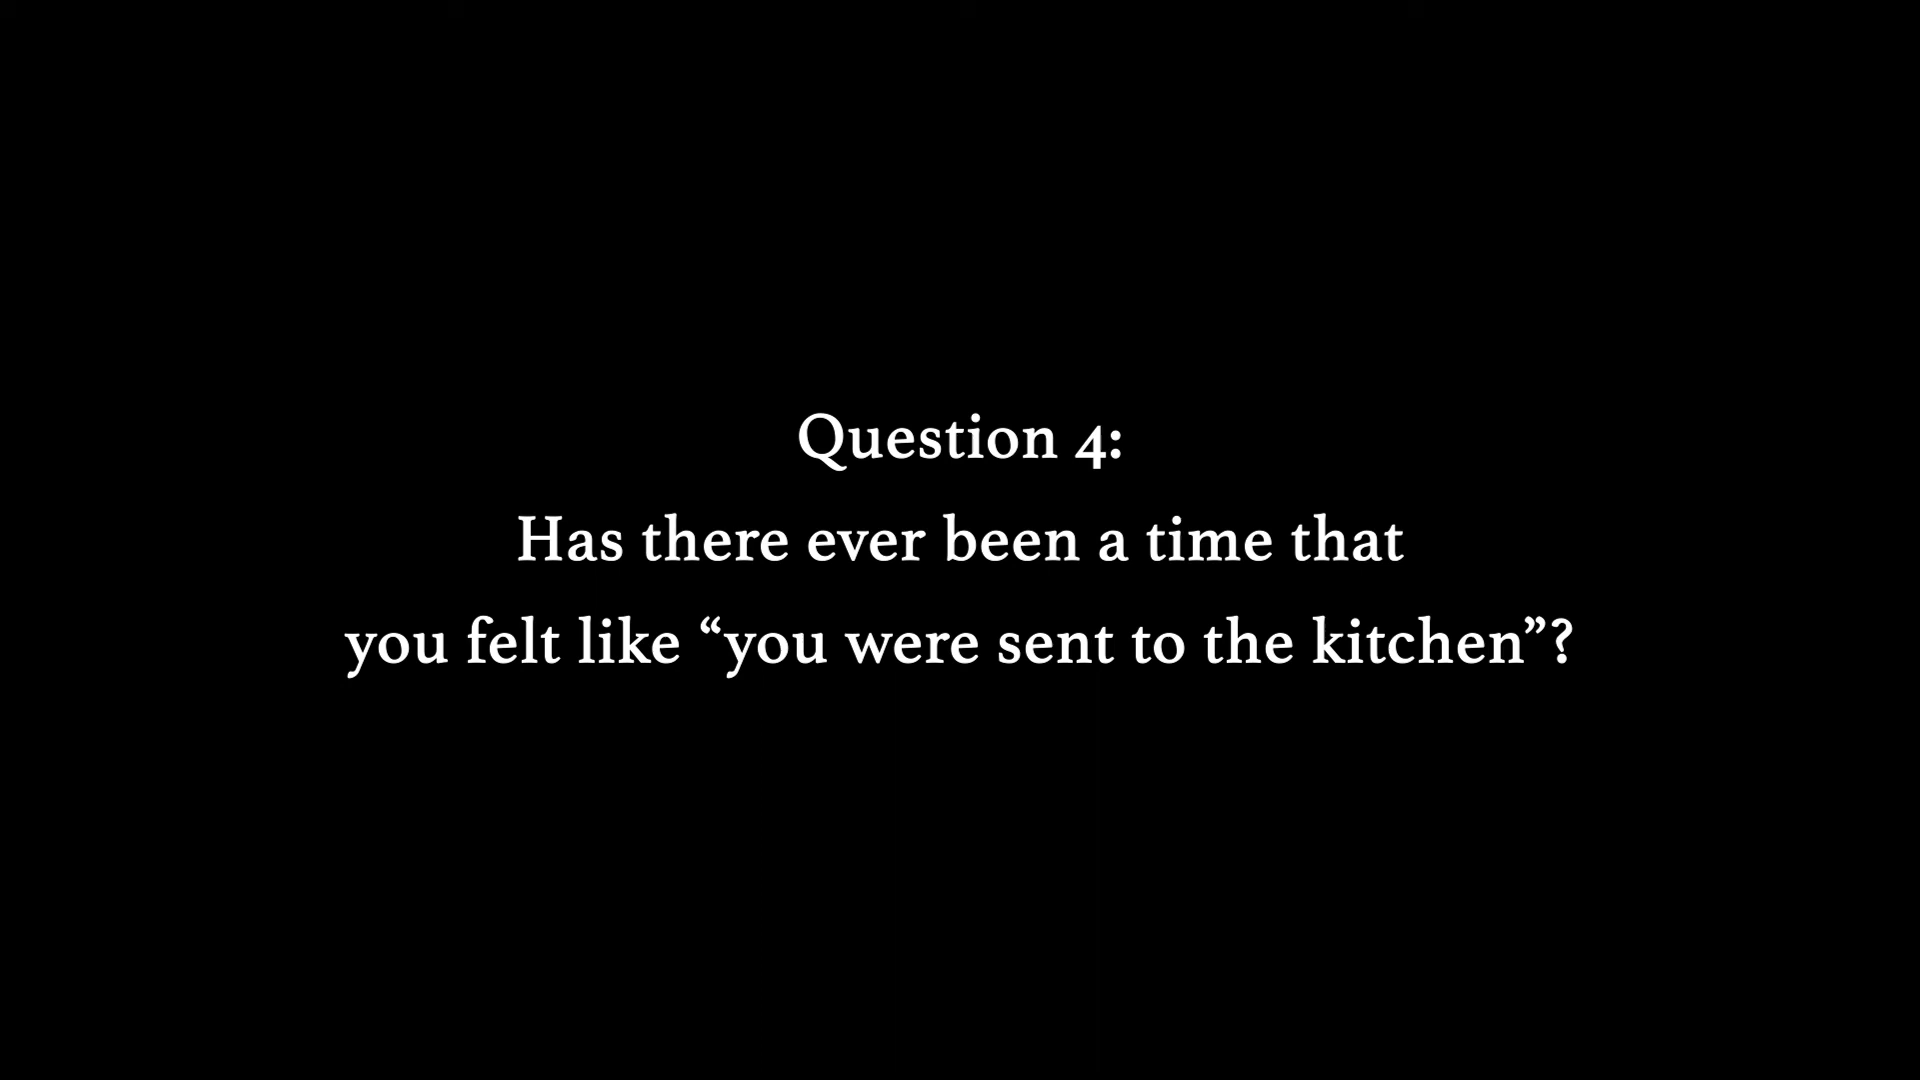 Question 4:
Has there ever been a time that
you felt like “you were sent to the kitchen”?